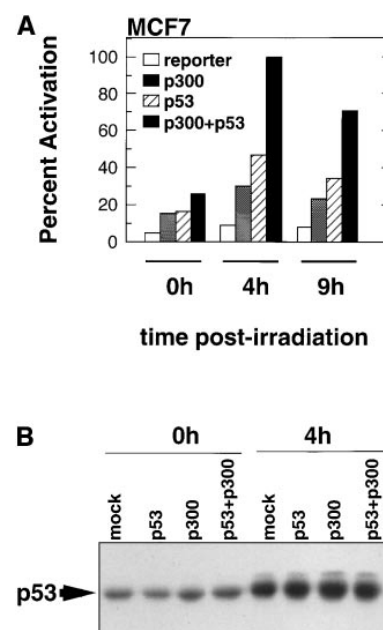 A
MCF7
Percent Activation
100
80
60
40
20
0
reporter
p300
p53
p300+p53
0h 4h 9h
time post-irradiation
B
0h 4h
mock p53 p300 p53+p300 mock p53 p300 p53+p300
p53